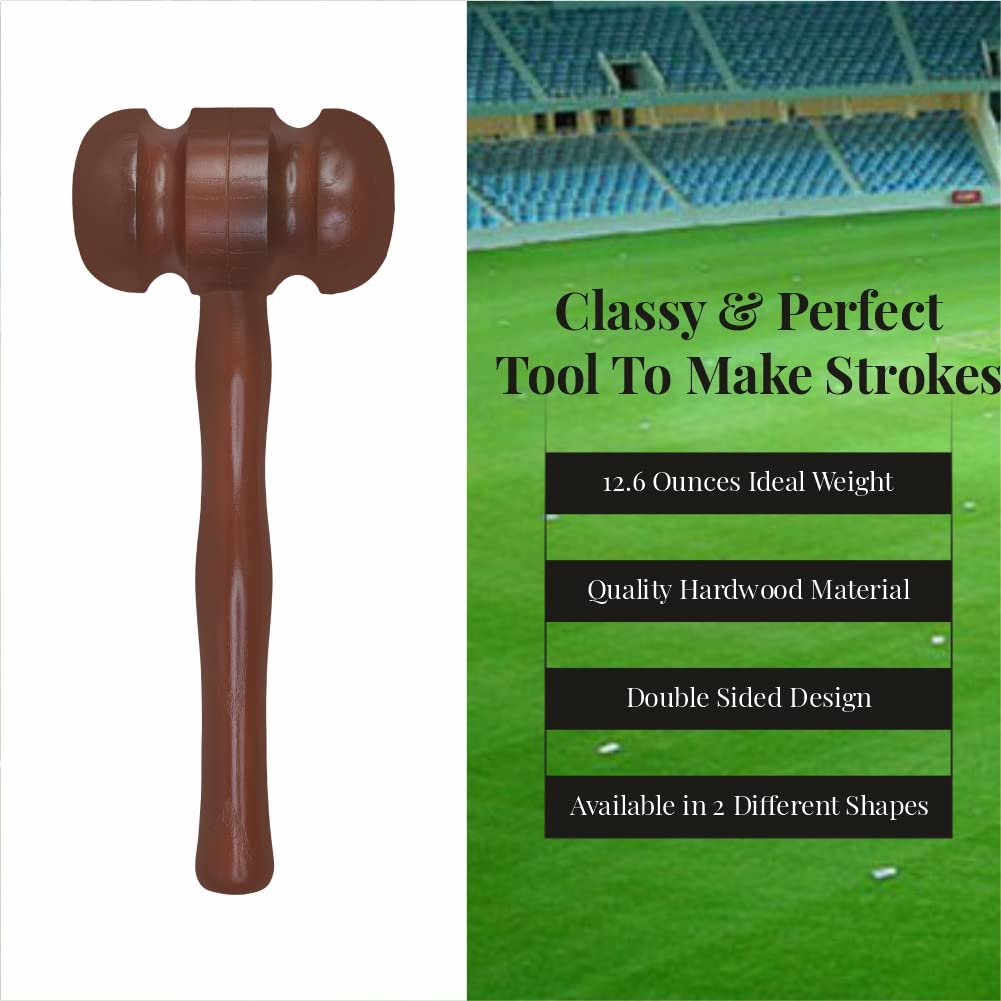 Classy & Perfect
Tool To Make Strokes
12.6 Ounces Ideal Weight
Quality Hardwood Material
Double Sided Design
Available in 2 Different Shapes